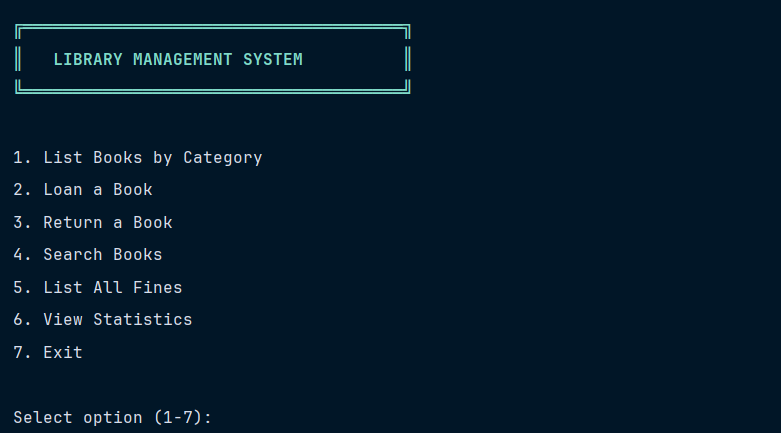 LIBRARY MANAGEMENT SYSTEM
1. List Books by Category
2. Loan a Book
3. Return a Book
4. Search Books
5. List All Fines
6. View Statistics
7. Exit
Select option (1-7):